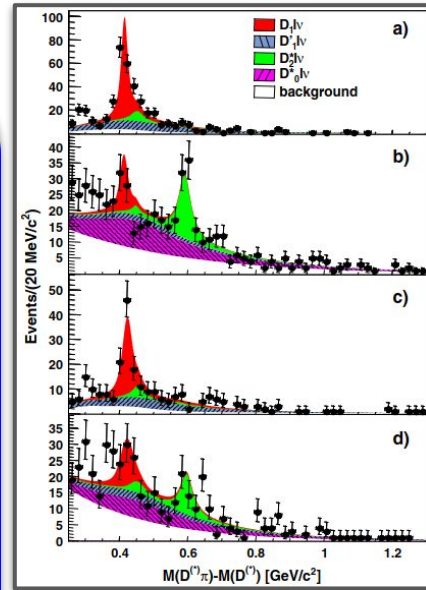 D₁lν
D'₁lν
D*₂lν
D*₀lν
background
a)
100
80
60
40
20
b)
40
35
30
25
20
15
10
5
c)
50
40
30
20
10
d)
35
30
25
20
15
10
5
0
0.4 0.6 0.8 1 1.2
Events/(20 MeV/c²)
M(D⁽*⁾π)-M(D⁽*⁾) [GeV/c²]